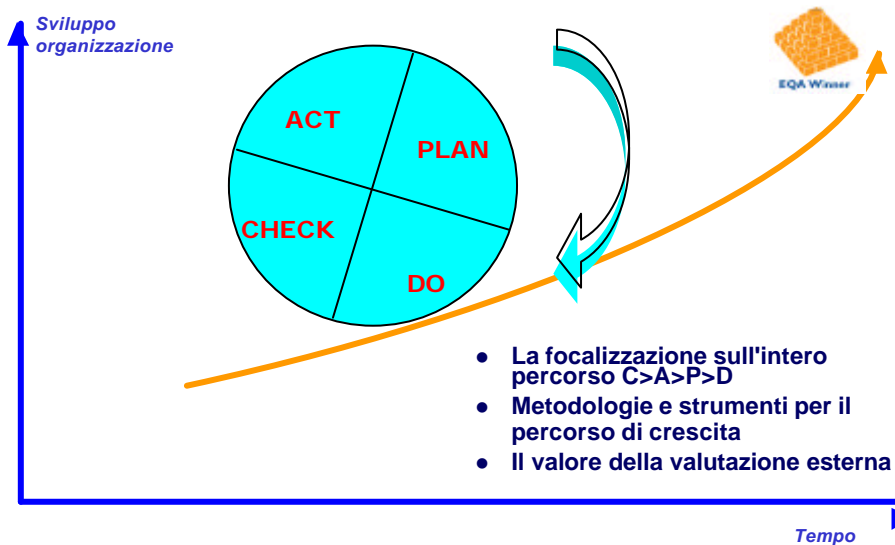 Sviluppo
organizzazione
EQA Winner
ACT
PLAN
CHECK
DO
● La focalizzazione sull'intero
percorso C>A>P>D
● Metodologie e strumenti per il
percorso di crescita
● Il valore della valutazione esterna
Tempo